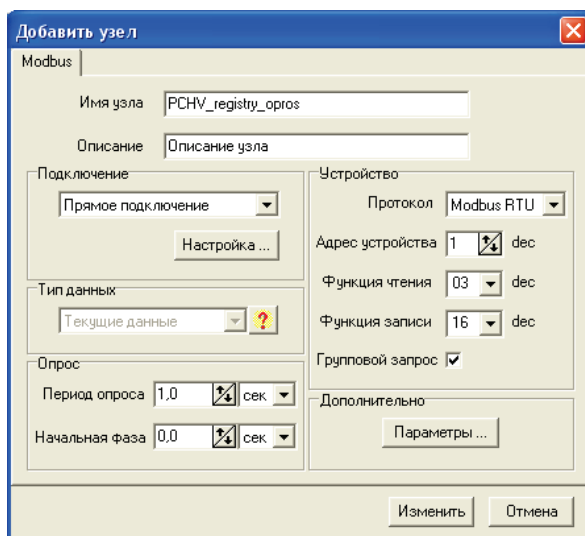 Добавить узел
Modbus
Имя узла PCHV_registry_opros
Описание Описание узла
Подключение
Прямое подключение
Настройка ...
Тип данных
Текущие данные ?
Опрос
Период опроса 1,0 сек
Начальная фаза 0,0 сек
Устройство
Протокол Modbus RTU
Адрес устройства 1 dec
Функция чтения 03 dec
Функция записи 16 dec
Групповой запрос
Дополнительно
Параметры ...
Изменить Отмена